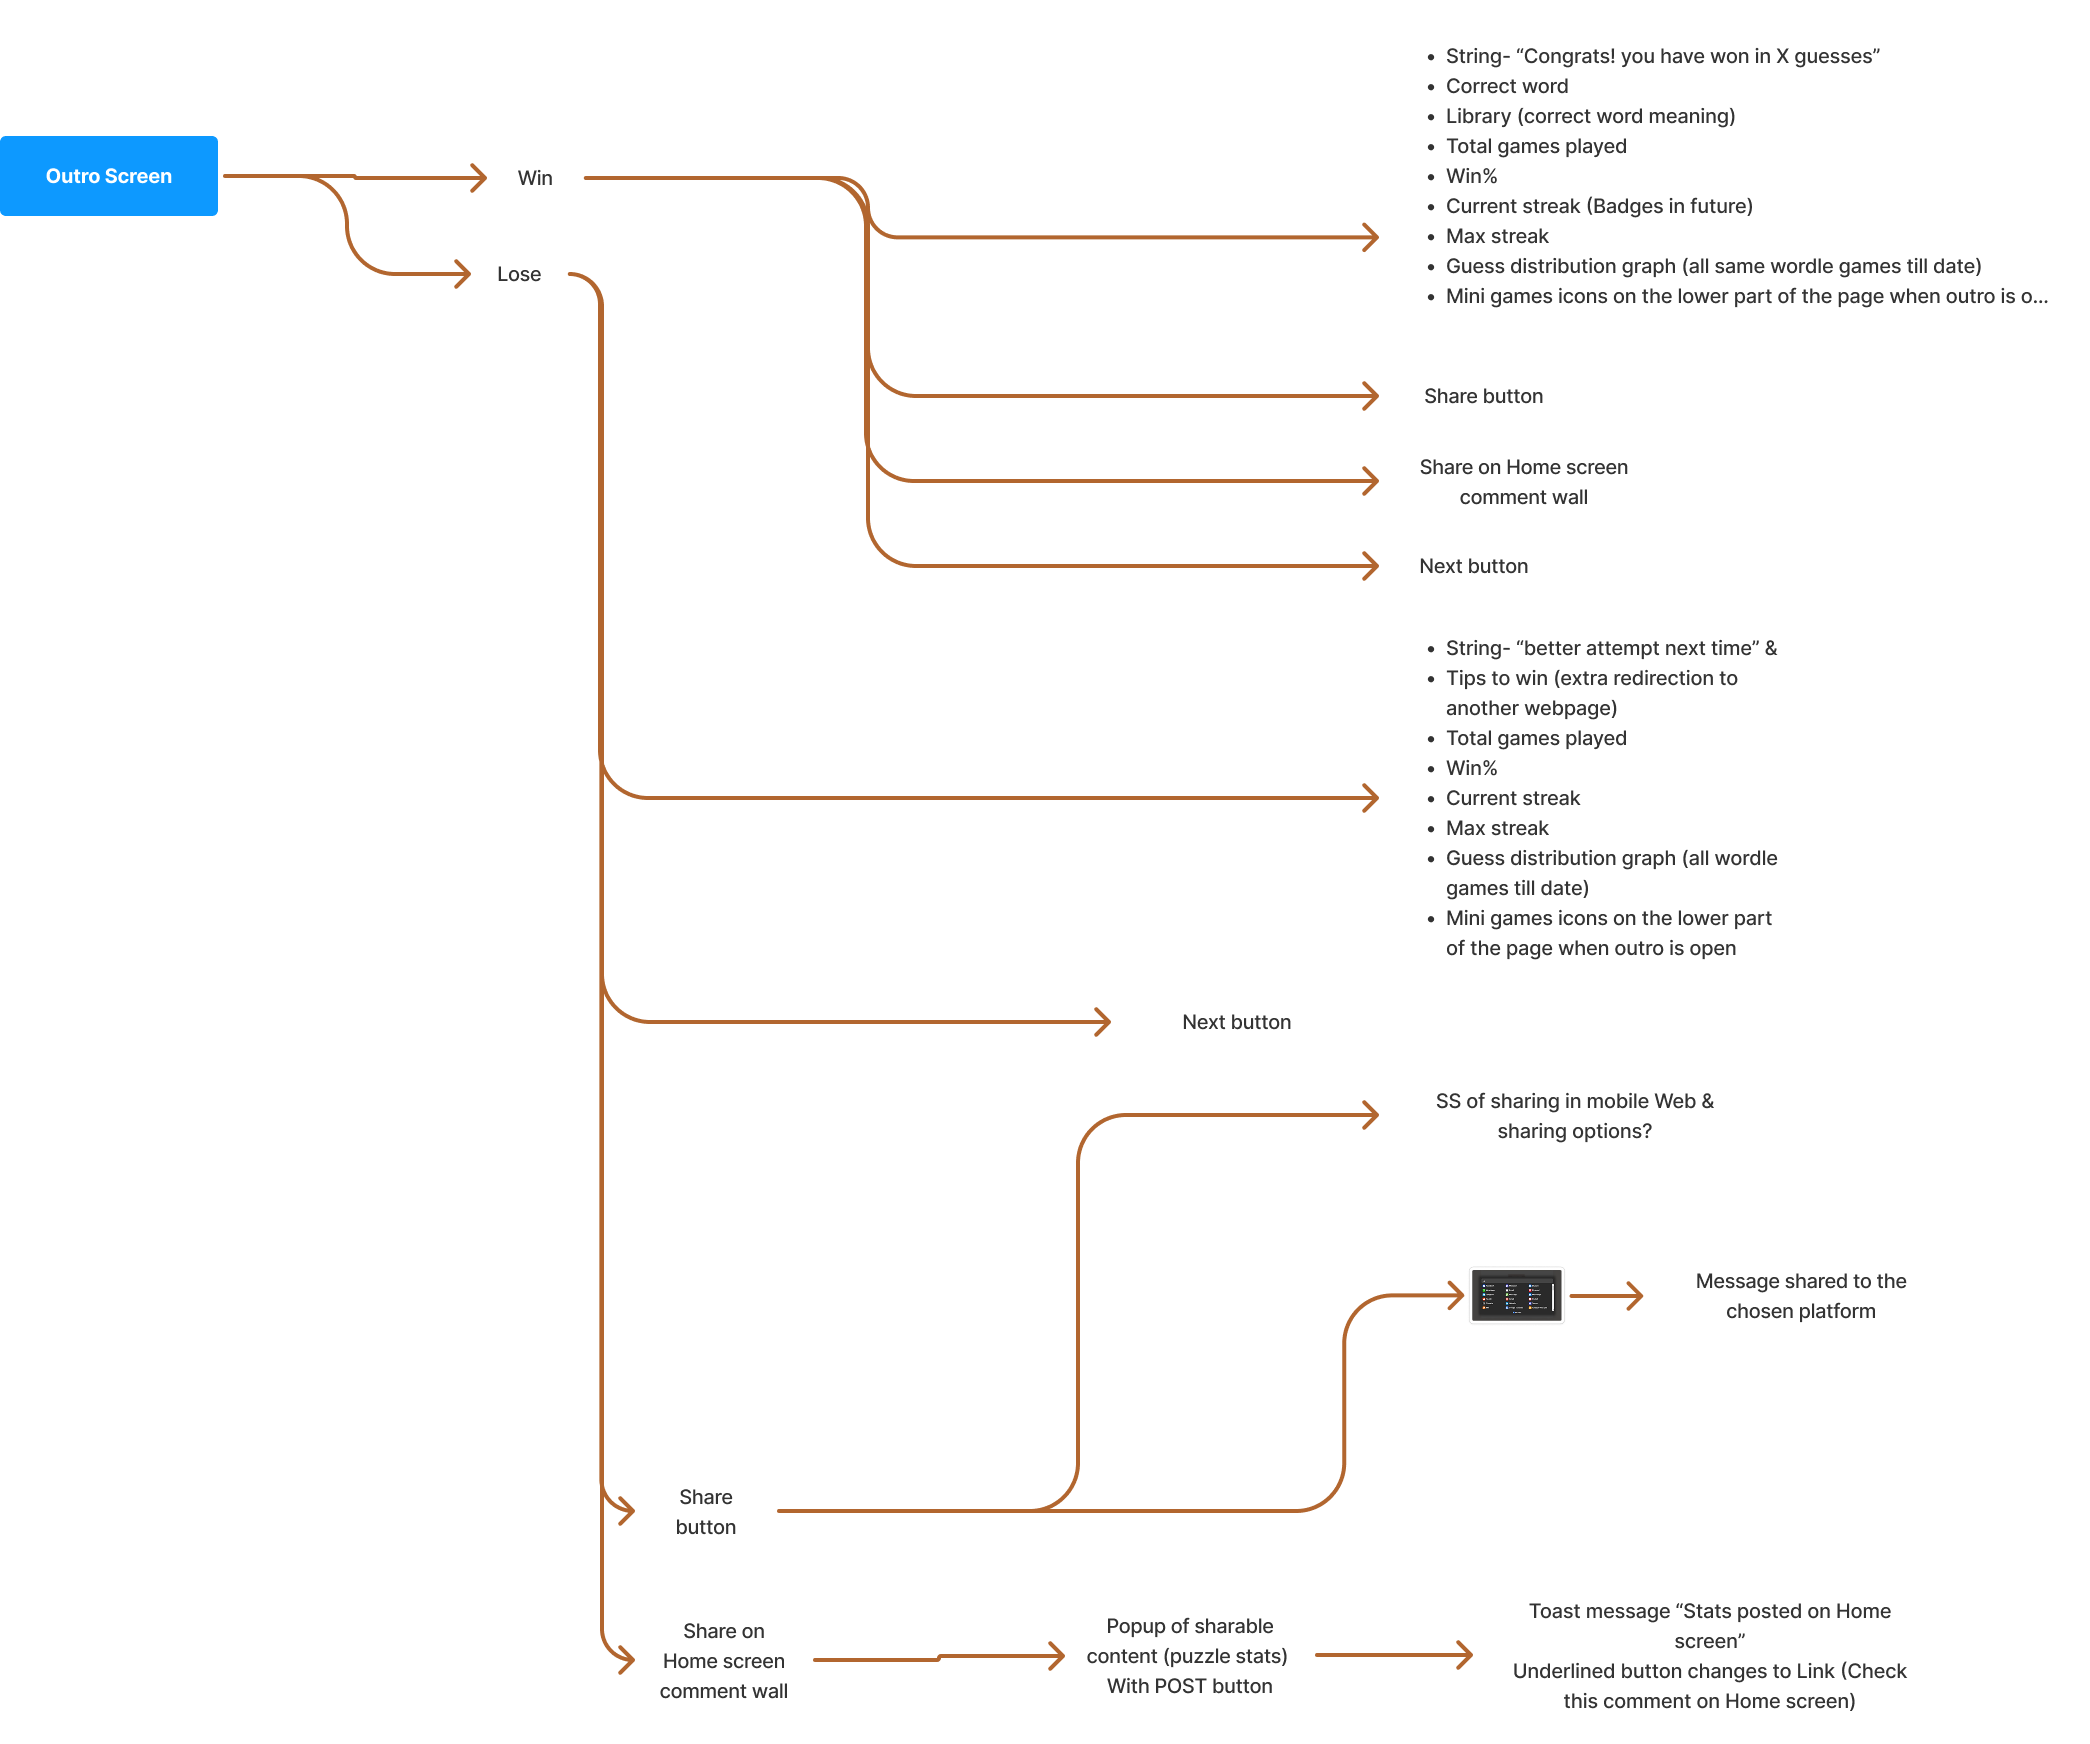 Outro Screen
Win
Lose
• String- “Congrats! you have won in X guesses”
• Correct word
• Library (correct word meaning)
• Total games played
• Win%
• Current streak (Badges in future)
• Max streak
• Guess distribution graph (all same wordle games till date)
• Mini games icons on the lower part of the page when outro is o...
Share button
Share on Home screen
comment wall
Next button
• String- “better attempt next time” &
• Tips to win (extra redirection to
another webpage)
• Total games played
• Win%
• Current streak
• Max streak
• Guess distribution graph (all wordle
games till date)
• Mini games icons on the lower part
of the page when outro is open
Next button
SS of sharing in mobile Web &
sharing options?
Message shared to the
chosen platform
Share
button
Share on
Home screen
comment wall
Popup of sharable
content (puzzle stats)
With POST button
Toast message “Stats posted on Home
screen”
Underlined button changes to Link (Check
this comment on Home screen)